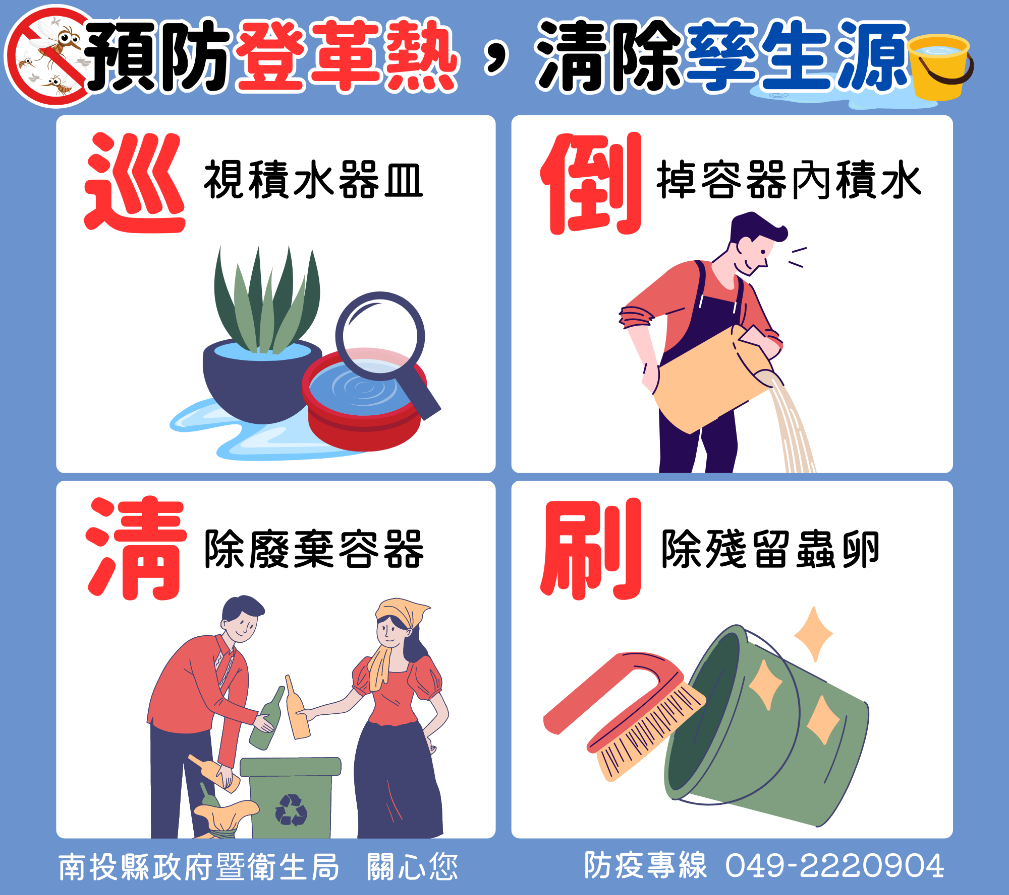 預防登革熱，清除孳生源
巡視積水器皿
倒掉容器內積水
清除廢棄容器
刷除殘留蟲卵
南投縣政府暨衛生局 關心您
防疫專線 049-2220904